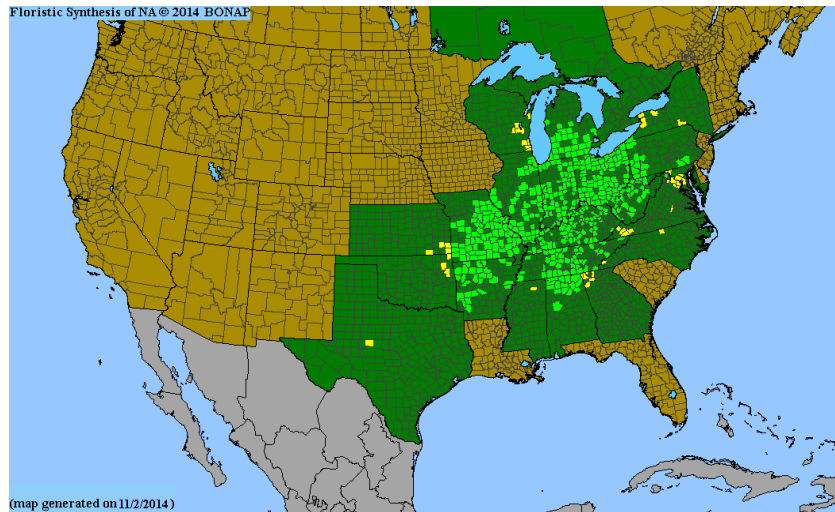 Floristic Synthesis of NA © 2014 BONAP
(map generated on 11/2/2014)